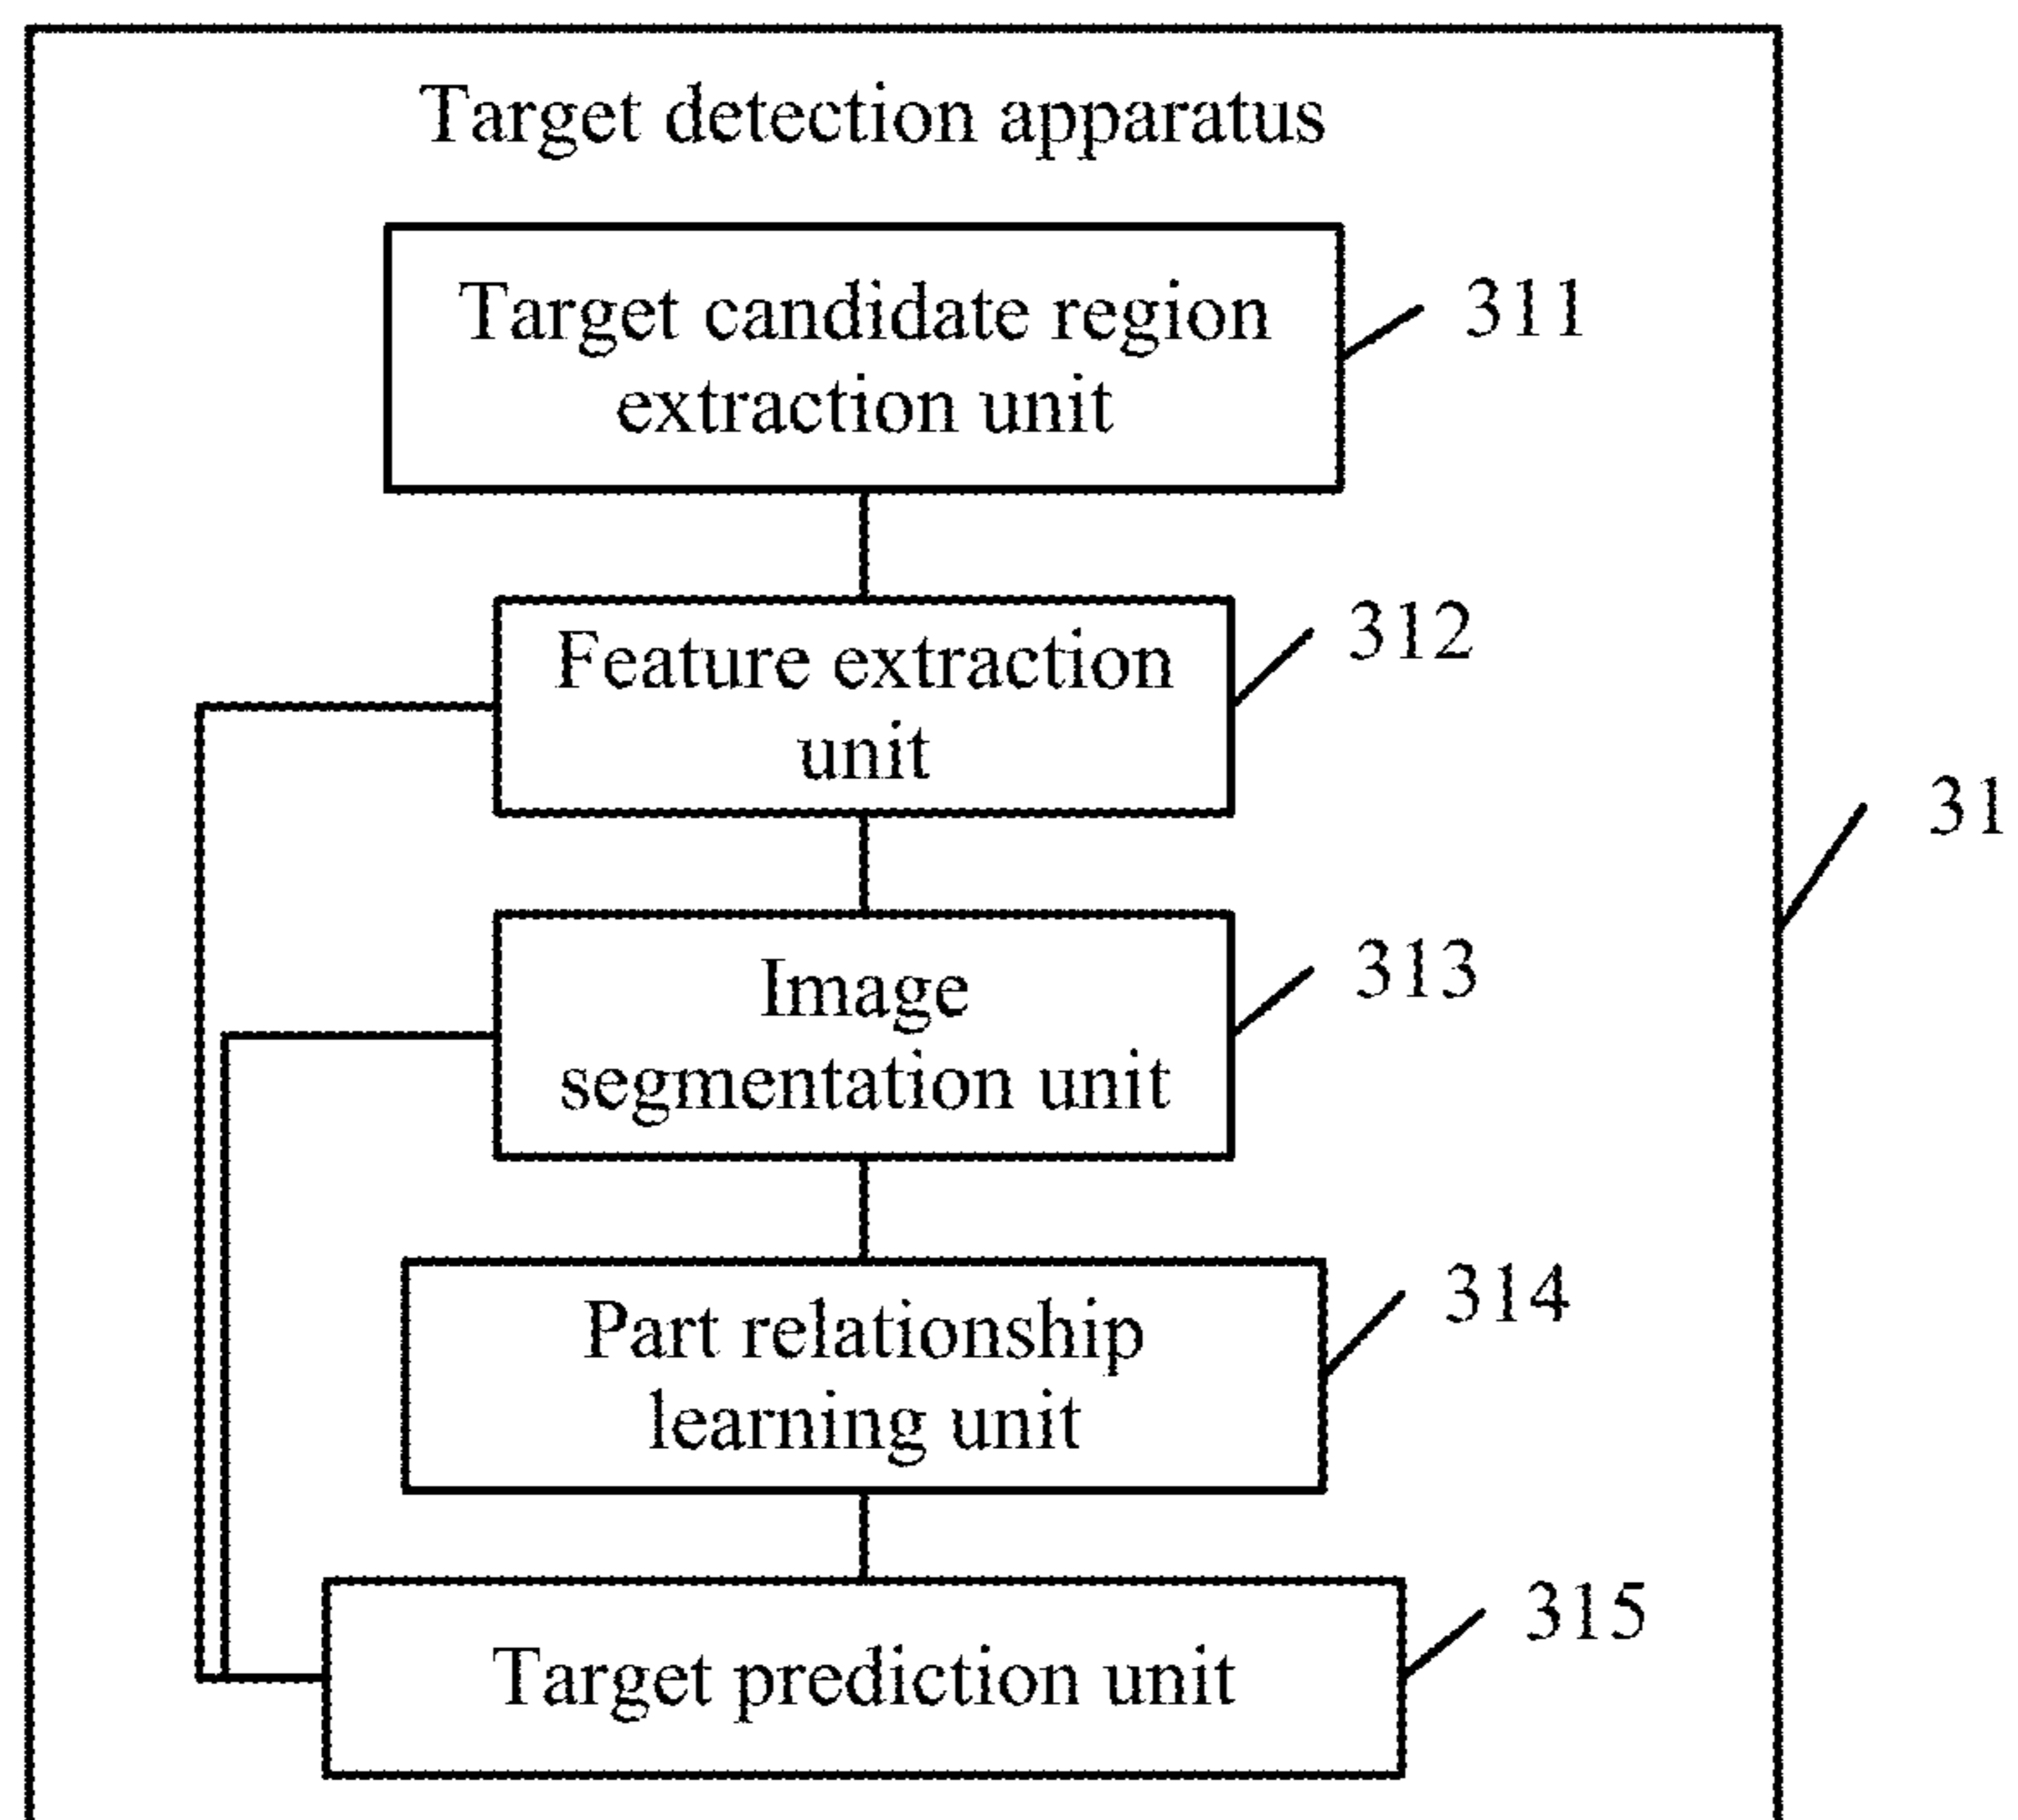 Target detection apparatus
Target candidate region
extraction unit
311
Feature extraction
unit
312
31
Image
segmentation unit
313
Part relationship
learning unit
314
Target prediction unit
315